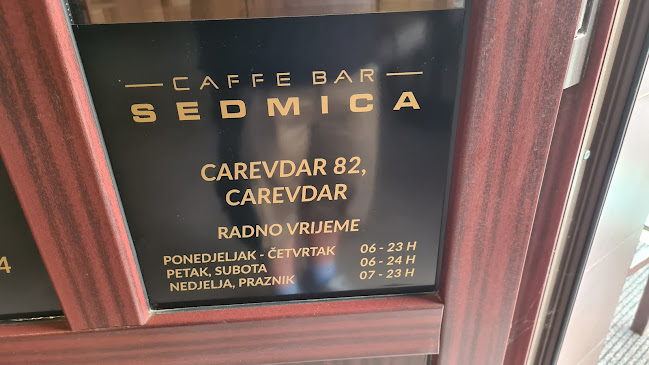 CAFFE BAR
SEDMICA
CAREVDAR 82,
CAREVDAR
RADNO VRIJEME
PONEDJELJAK - ČETVRTAK 06 - 23 H
PETAK, SUBOTA 06 - 24 H
NEDJELJA, PRAZNIK 07 - 23 H
4